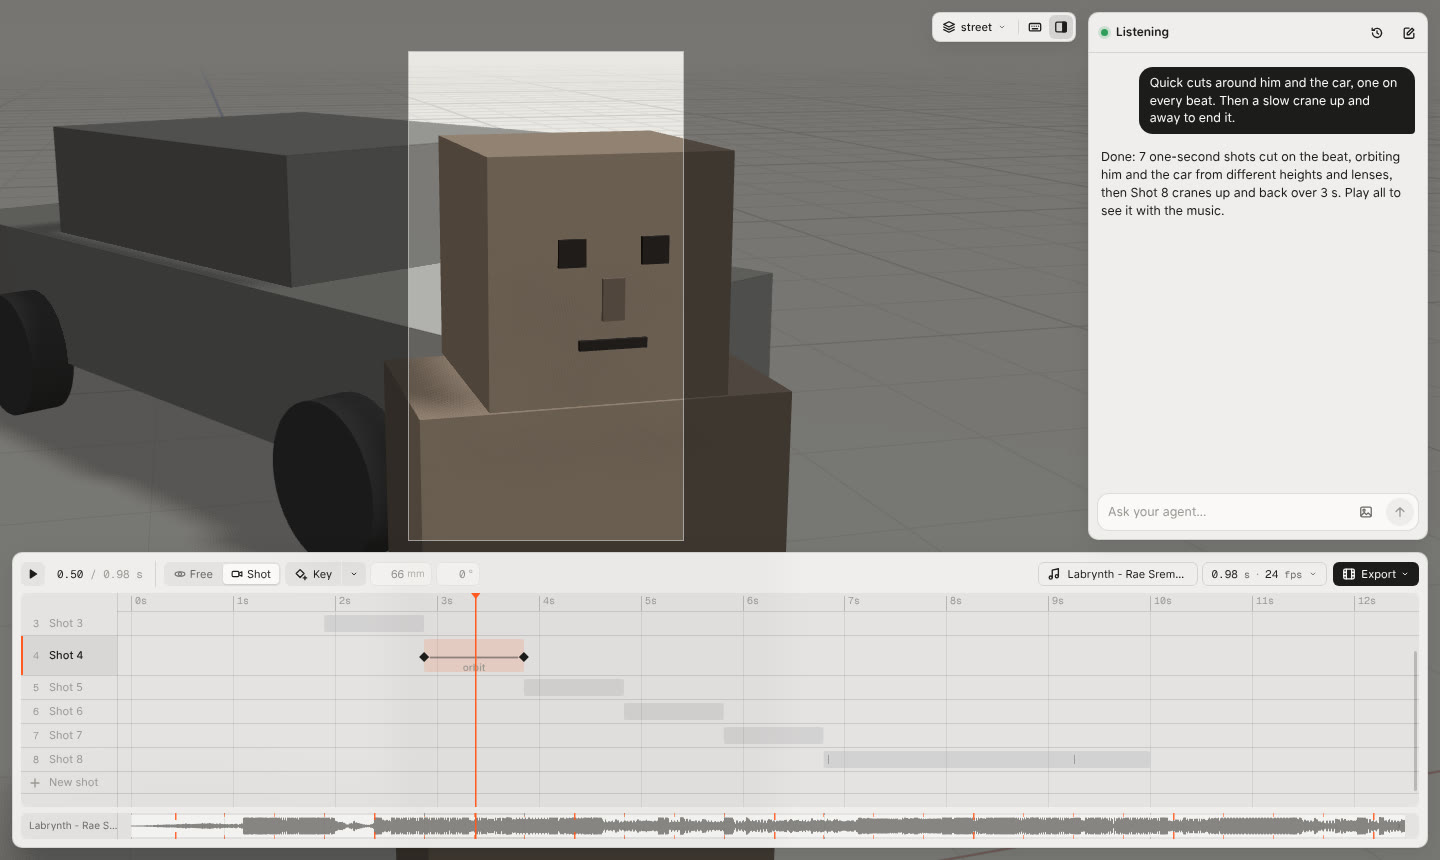 street
Listening
Quick cuts around him and the car, one on
every beat. Then a slow crane up and
away to end it.
Done: 7 one-second shots cut on the beat, orbiting
him and the car from different heights and lenses,
then Shot 8 cranes up and back over 3 s. Play all to
see it with the music.
Ask your agent...
0.50 / 0.98 s
Free
Shot
Key
66 mm
0 °
Labrynth - Rae Srem...
0.98 s · 24 fps
Export
0s 1s 2s 3s 4s 5s 6s 7s 8s 9s 10s 11s 12s
3 Shot 3
4 Shot 4
orbit
5 Shot 5
6 Shot 6
7 Shot 7
8 Shot 8
New shot
Labrynth - Rae S...